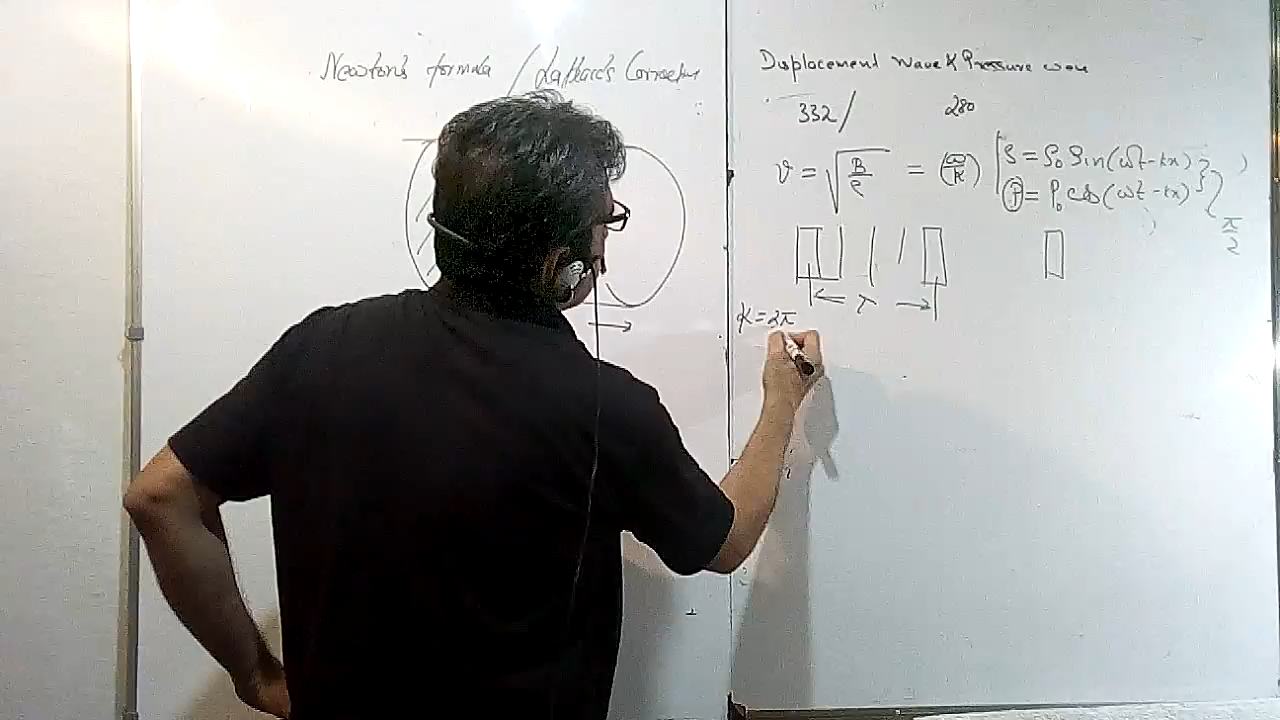 Newton's formula / Laplace's Correction
Displacement wave & Pressure wave
332 / 280
v = √(B/ρ) = (ω/k)
S = S₀ Sin(ωt-kx)
P = P₀ cos(ωt-kx)
π/2
λ
K = 2π